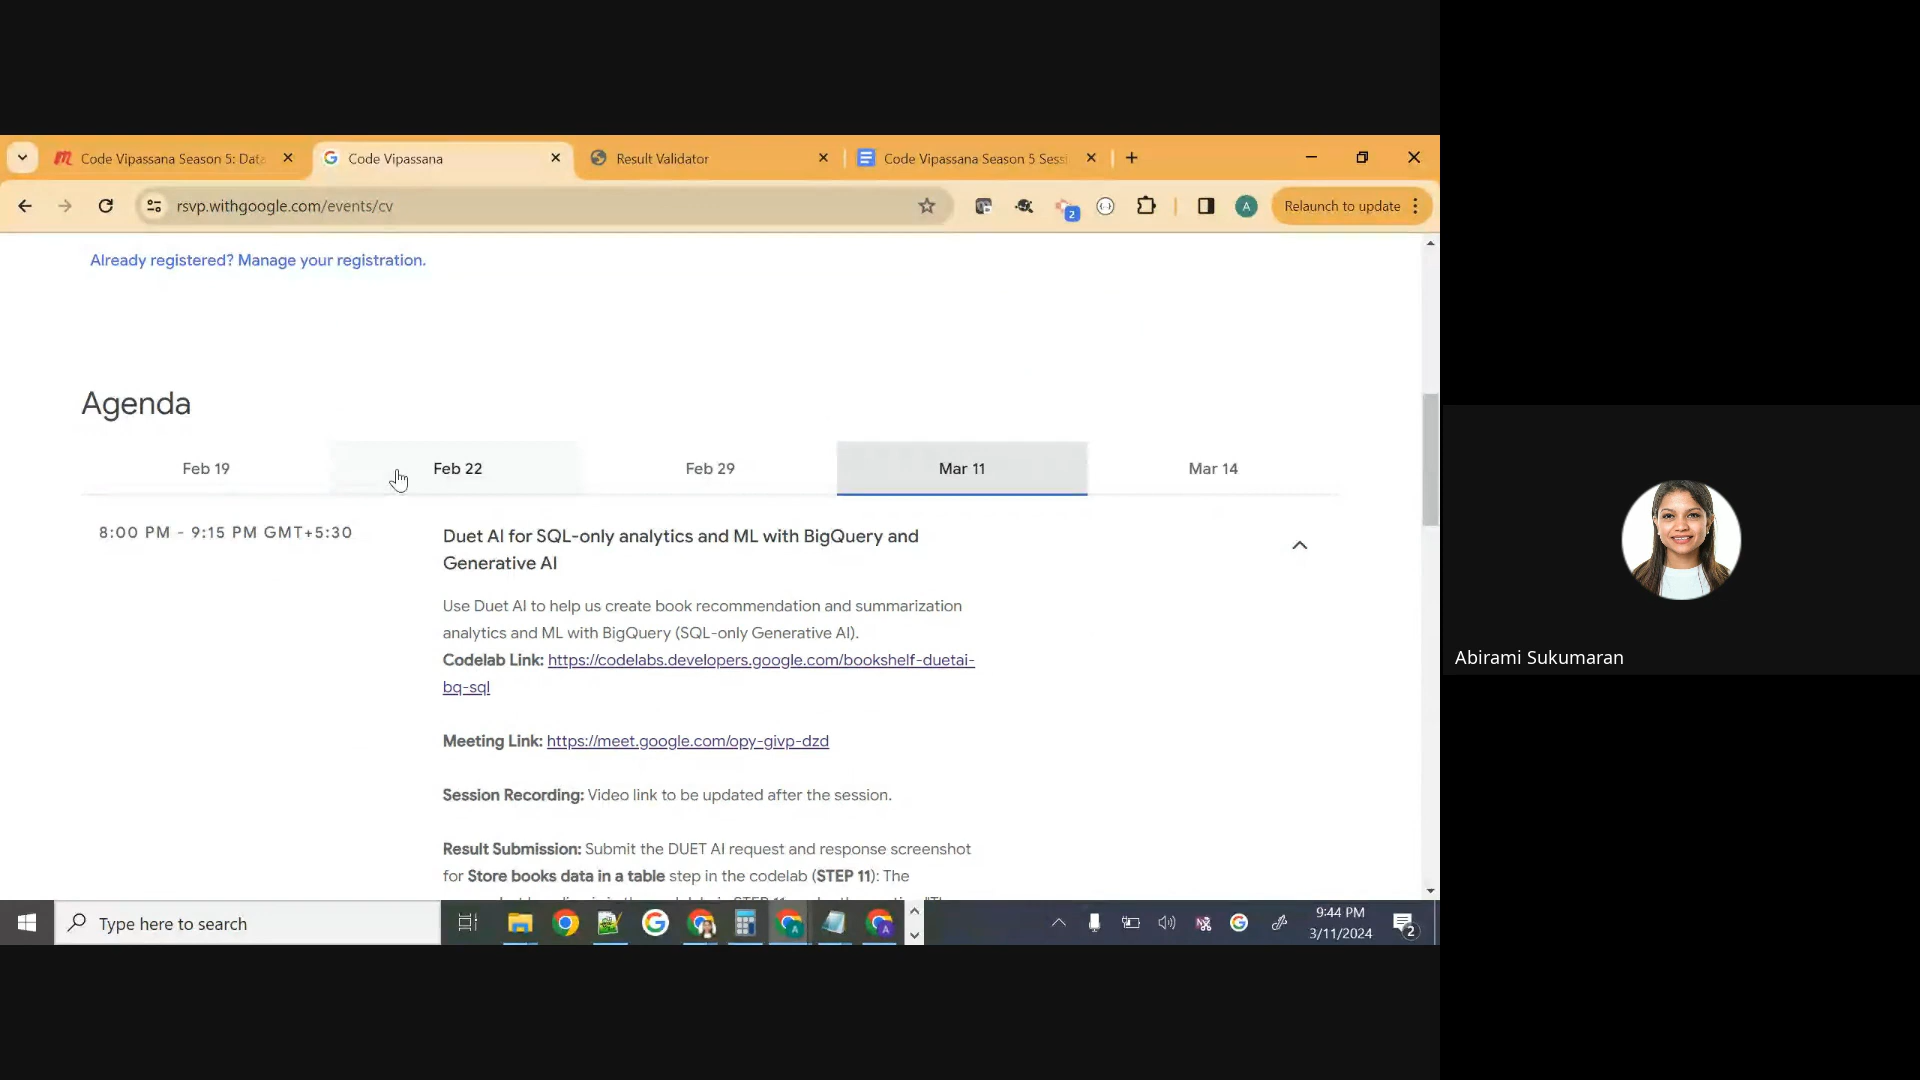 Code Vipassana Season 5: Data
Code Vipassana
Result Validator
Code Vipassana Season 5 Sessi
rsvp.withgoogle.com/events/cv
2
A
Relaunch to update
Already registered? Manage your registration.
Agenda
Feb 19
Feb 22
Feb 29
Mar 11
Mar 14
8:00 PM - 9:15 PM GMT+5:30
Duet AI for SQL-only analytics and ML with BigQuery and
Generative AI
Use Duet AI to help us create book recommendation and summarization
analytics and ML with BigQuery (SQL-only Generative AI).
Codelab Link: https://codelabs.developers.google.com/bookshelf-duetai-
bq-sql
Meeting Link: https://meet.google.com/opy-givp-dzd
Session Recording: Video link to be updated after the session.
Result Submission: Submit the DUET AI request and response screenshot
for Store books data in a table step in the codelab (STEP 11): The
Abirami Sukumaran
Type here to search
9:44 PM
3/11/2024
2